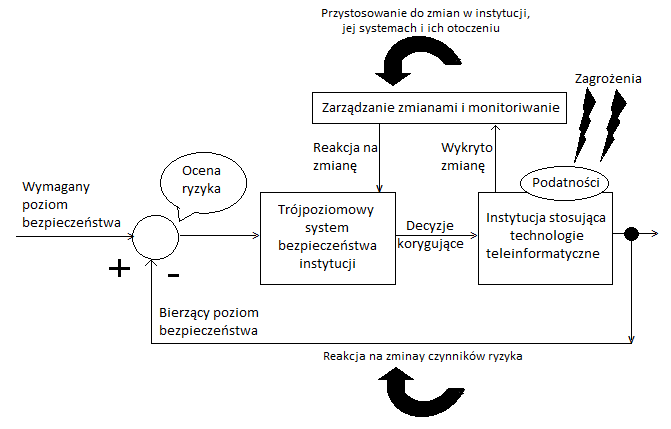 Przystosowanie do zmian w instytucji,
jej systemach i ich otoczeniu
Zagrożenia
Zarządzanie zmianami i monitoriwanie
Reakcja na
zmianę
Wykryto
zmianę
Ocena
ryzyka
Podatności
Wymagany
poziom
bezpieczeństwa
Trójpoziomowy
system
bezpieczeństwa
instytucji
Decyzje
korygujące
Instytucja stosująca
technologie
teleinformatyczne
+
-
Bierzący poziom
bezpieczeństwa
Reakcja na zminay czynników ryzyka